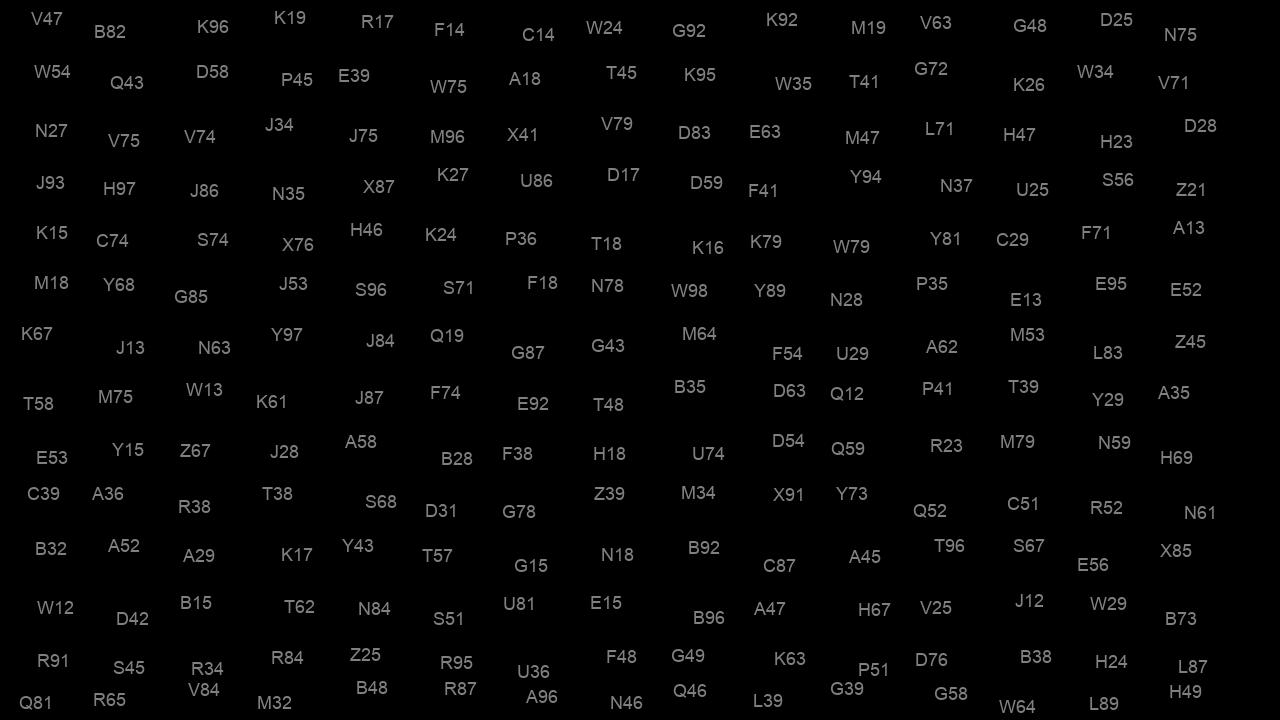 V47 B82 K96 K19 R17 F14 C14 W24 G92 K92 M19 V63 G48 D25 N75
W54 Q43 D58 P45 E39 W75 A18 T45 K95 W35 T41 G72 K26 W34 V71
N27 V75 V74 J34 J75 M96 X41 V79 D83 E63 M47 L71 H47 H23 D28
J93 H97 J86 N35 X87 K27 U86 D17 D59 F41 Y94 N37 U25 S56 Z21
K15 C74 S74 X76 H46 K24 P36 T18 K16 K79 W79 Y81 C29 F71 A13
M18 Y68 G85 J53 S96 S71 F18 N78 W98 Y89 N28 P35 E13 E95 E52
K67 J13 N63 Y97 J84 Q19 G87 G43 M64 F54 U29 A62 M53 L83 Z45
T58 M75 W13 K61 J87 F74 E92 T48 B35 D63 Q12 P41 T39 Y29 A35
E53 Y15 Z67 J28 A58 B28 F38 H18 U74 D54 Q59 R23 M79 N59 H69
C39 A36 R38 T38 S68 D31 G78 Z39 M34 X91 Y73 Q52 C51 R52 N61
B32 A52 A29 K17 Y43 T57 G15 N18 B92 C87 A45 T96 S67 E56 X85
W12 D42 B15 T62 N84 S51 U81 E15 B96 A47 H67 V25 J12 W29 B73
R91 S45 R34 R84 Z25 R95 U36 F48 G49 K63 P51 D76 B38 H24 L87
Q81 R65 V84 M32 B48 R87 A96 N46 Q46 L39 G39 G58 W64 L89 H49